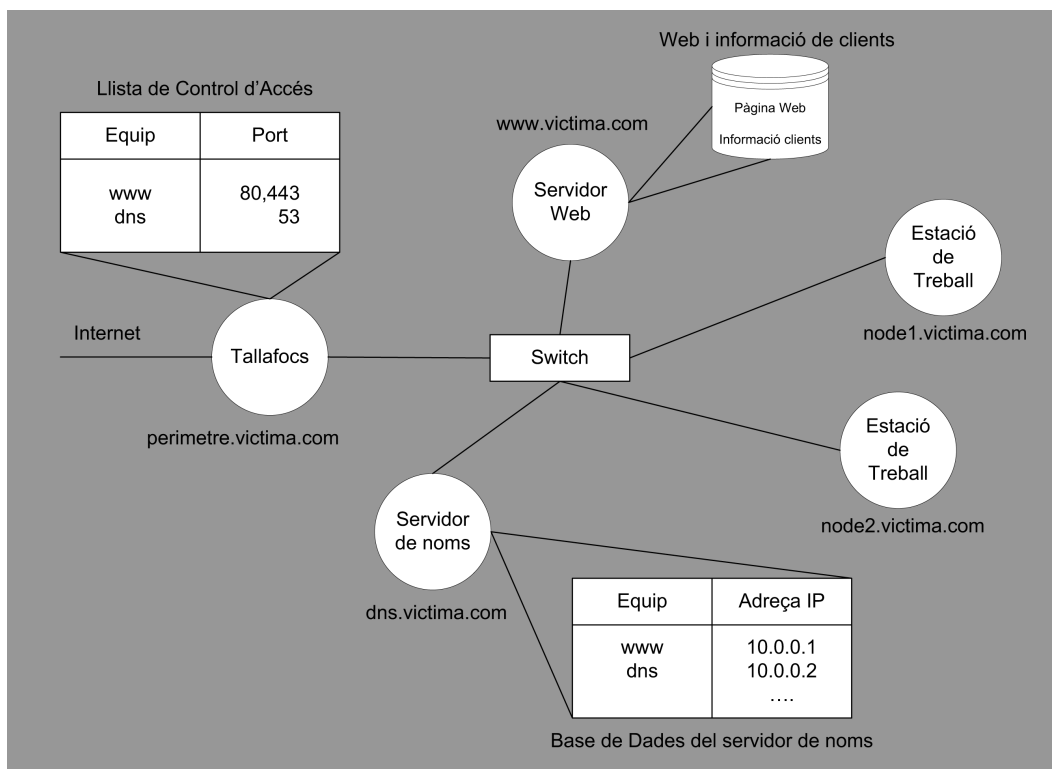 Web i informació de clients
Llista de Control d'Accés
Equip Port
www 80,443
dns 53
www.victima.com
Pàgina Web
Informació clients
Servidor
Web
Estació
de
Treball
node1.victima.com
Internet
Tallafocs
Switch
perimetre.victima.com
Estació
de
Treball
node2.victima.com
Servidor
de noms
dns.victima.com
Equip Adreça IP
www 10.0.0.1
dns 10.0.0.2
....
Base de Dades del servidor de noms